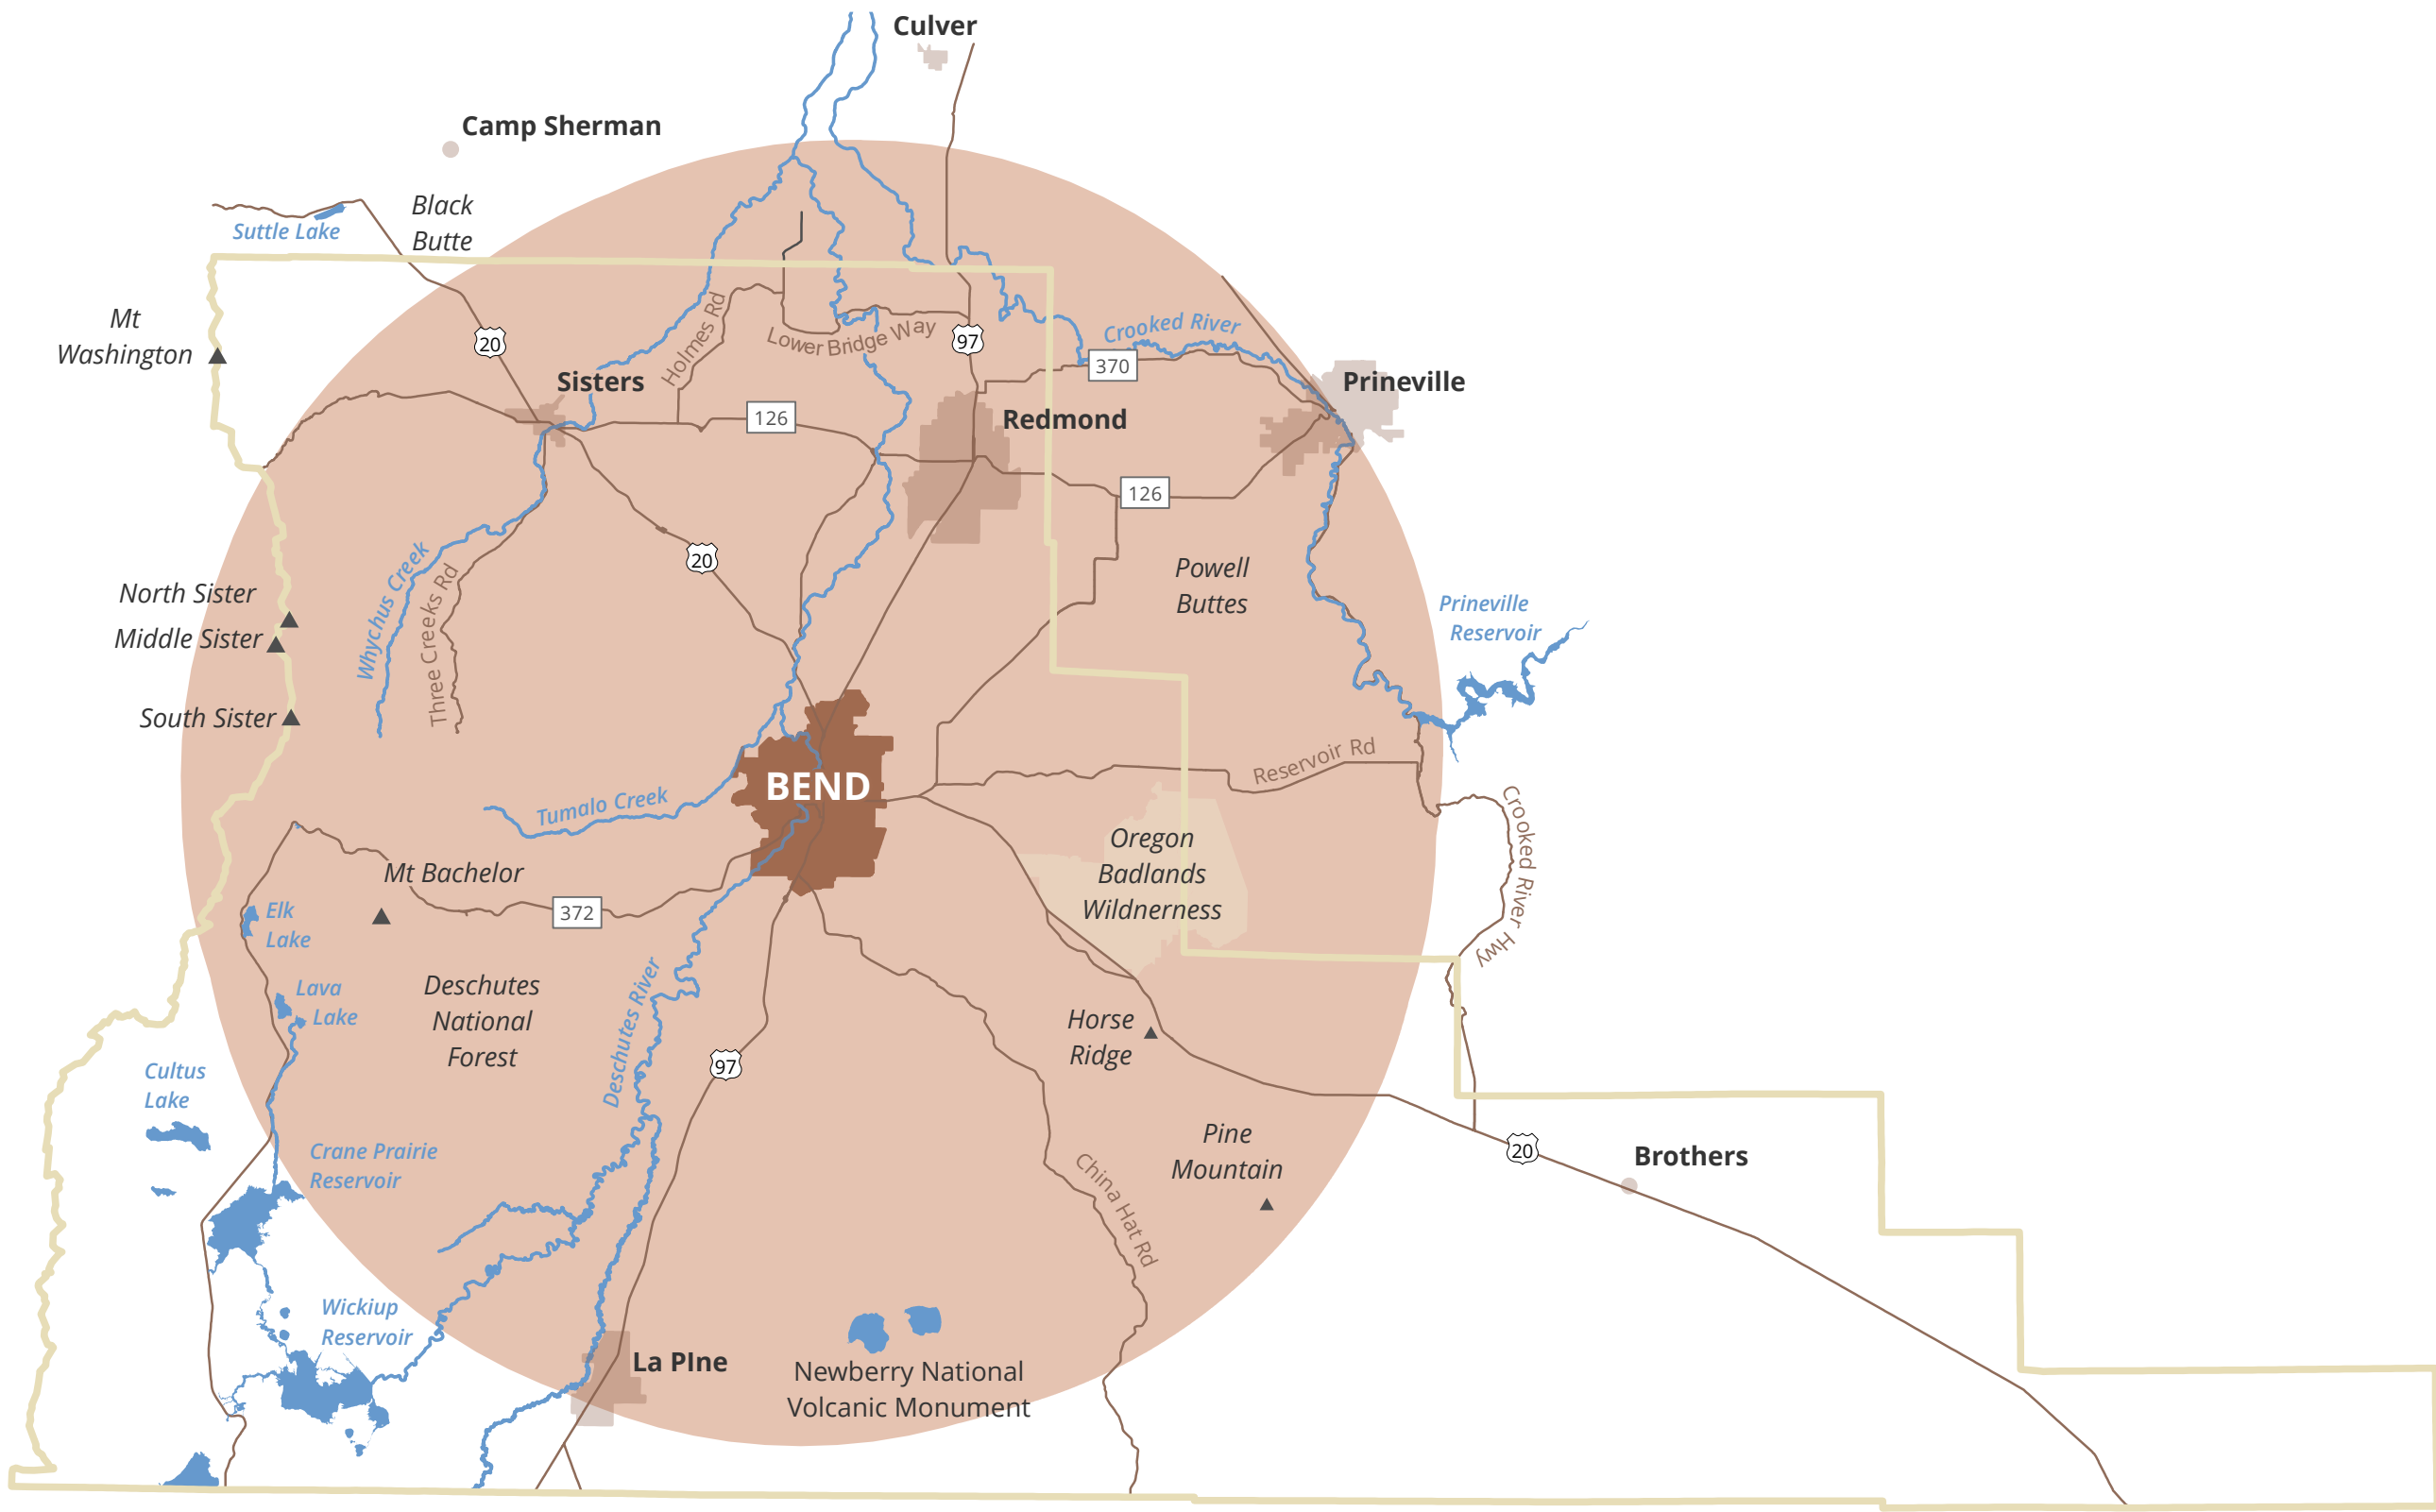 Culver
Camp Sherman
Black
Butte
Suttle Lake
Mt
Washington
20
Holmes Rd
Lower Bridge Way
97
Crooked River
370
Sisters
Prineville
126
Redmond
126
20
Whychus Creek
Three Creeks Rd
North Sister
Middle Sister
South Sister
Powell
Buttes
Prineville
Reservoir
Reservoir Rd
BEND
Tumalo Creek
Crooked River Hwy
Oregon
Badlands
Wildnerness
Mt Bachelor
372
Elk
Lake
Lava
Lake
Deschutes
National
Forest
Deschutes River
97
Horse
Ridge
Cultus
Lake
Crane Prairie
Reservoir
Pine
Mountain
China Hat Rd
20
Brothers
Wickiup
Reservoir
La PIne
Newberry National
Volcanic Monument